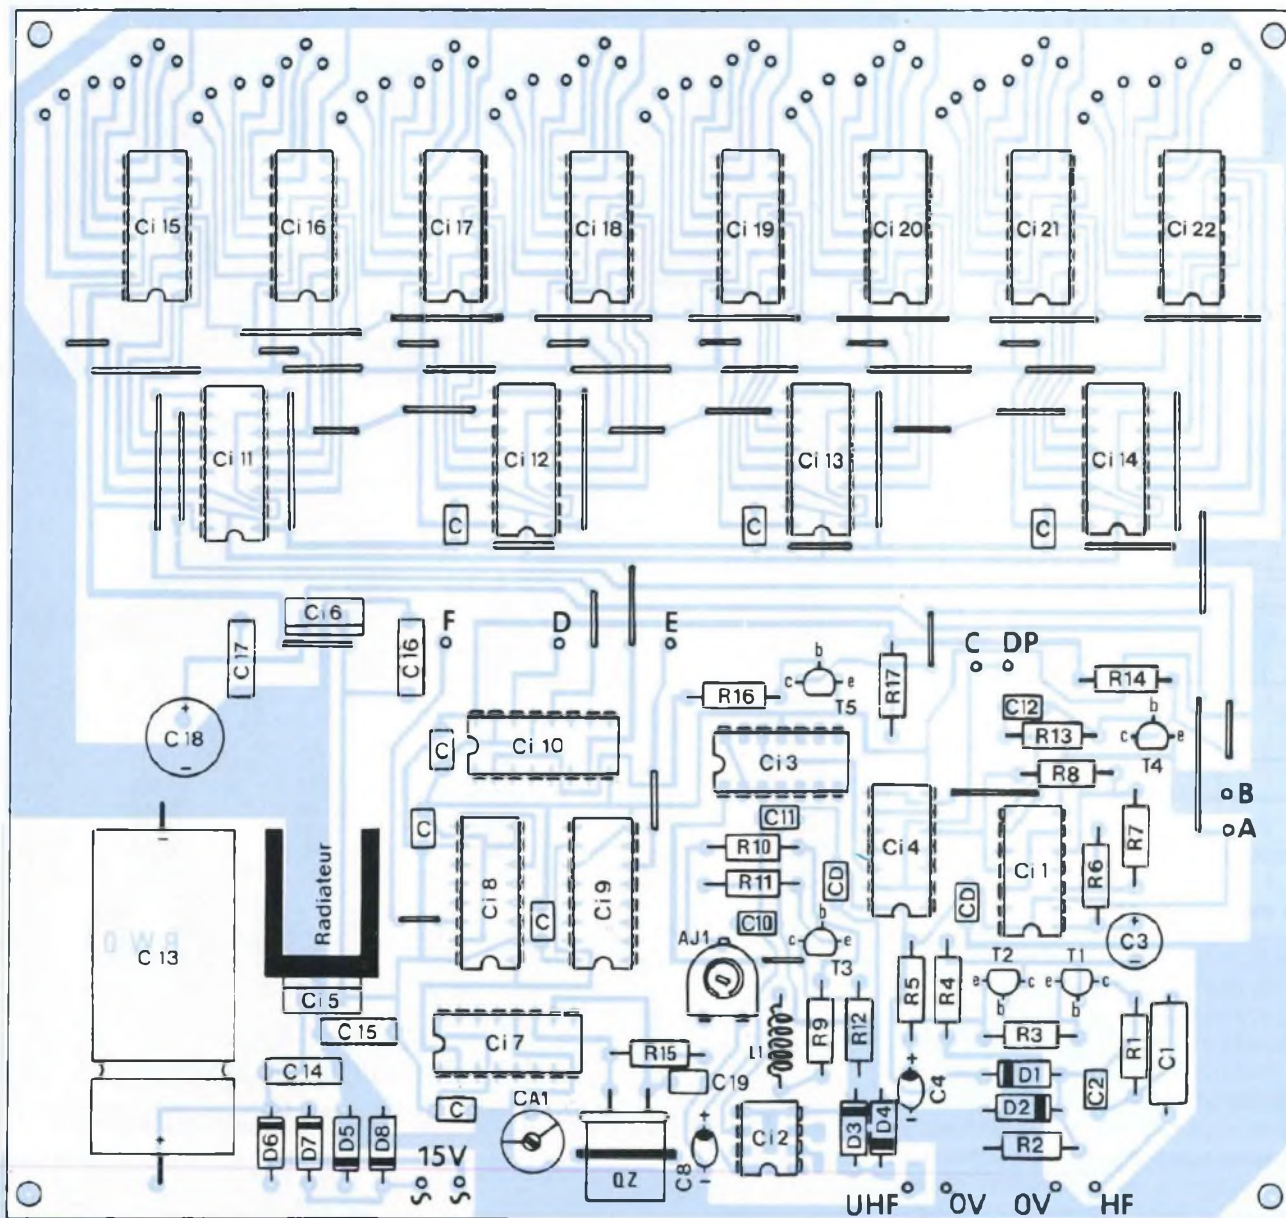 Ci 15 Ci 16 Ci 17 Ci 18 Ci 19 Ci 20 Ci 21 Ci 22
Ci 11 Ci 12 Ci 13 Ci 14
C C C
Ci 6
F D E
C DP
C 17
C 16
b
c e
T5
R16
R17
R14
C12
b
c e
T4
R13
R8
C 18
+
-
C
Ci 10
Ci 3
B
A
C11
C
R10
R11
Ci 8
Ci 9
C
CD
Ci 4
CD
Ci 1
R6
R7
Radiateur
C 13
-
+
R W O
C10
AJ1
b
c e
T3
+
C3
T2
e c
b
T1
e c
b
Ci 5
C 15
Ci 7
R15
C19
L1
R9
R12
R5
R4
R3
R1
C1
C 14
D1
C2
D2
R2
+
C4
-
C
CA1
+
C8
-
Ci 2
D3
D4
D6
D7
D5
D8
15V
S S
QZ
UHF 0V 0V HF